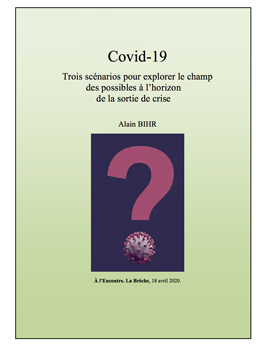 Covid-19
Trois scénarios pour explorer le champ
des possibles à l’horizon
de la sortie de crise
Alain BIHR
?
À l’Encontre. La Brèche, 18 avril 2020.